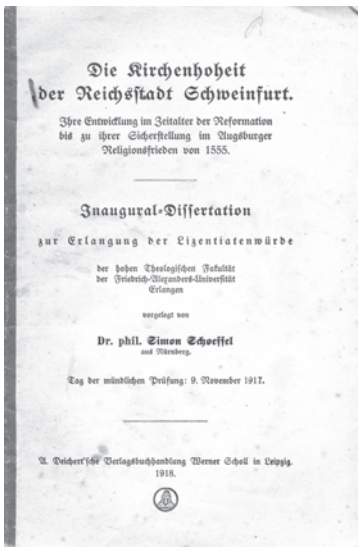 Die Kirchenhoheit
der Reichsstadt Schweinfurt.
Ihre Entwicklung im Zeitalter der Reformation
bis zu ihrer Sicherstellung im Augsburger
Religionsfrieden von 1555.
Inaugural-Dissertation
zur Erlangung der Lizentiatenwürde
der hohen Theologischen Fakultät
der Friedrich-Alexanders-Universität
Erlangen
vorgelegt von
Dr. phil. Simon Schoeffel
aus Nürnberg.
Tag der mündlichen Prüfung: 9. November 1917.
A. Deichert'sche Verlagsbuchhandlung Werner Scholl in Leipzig.
1918.